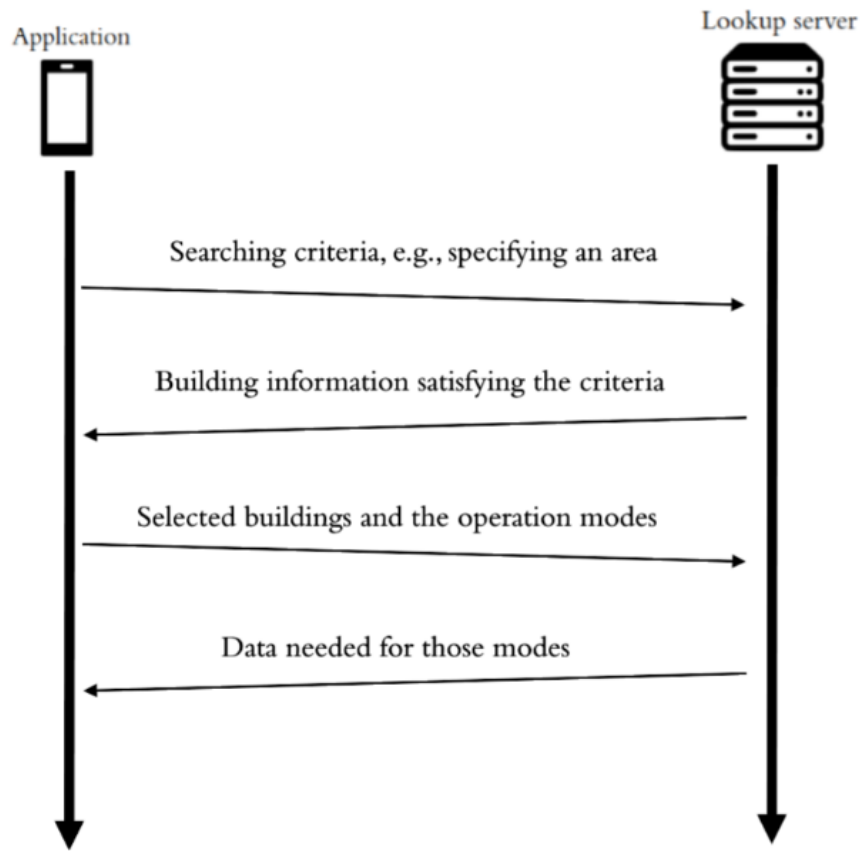 Application
Lookup server
Searching criteria, e.g., specifying an area
Building information satisfying the criteria
Selected buildings and the operation modes
Data needed for those modes